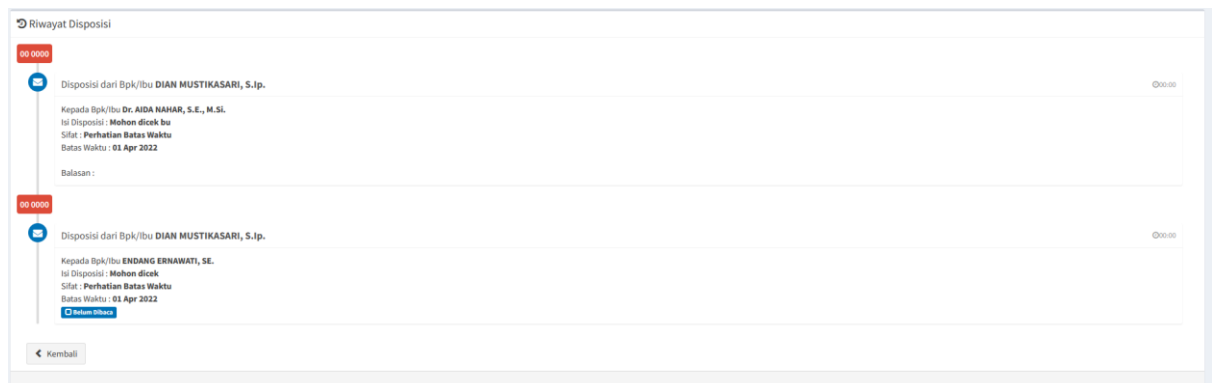 Riwayat Disposisi
00 0000
Disposisi dari Bpk/Ibu DIAN MUSTIKASARI, S.Ip.
00:00
Kepada Bpk/Ibu Dr. AIDA NAHAR, S.E., M.Si.
Isi Disposisi : Mohon dicek bu
Sifat : Perhatian Batas Waktu
Batas Waktu : 01 Apr 2022
Balasan :
00 0000
Disposisi dari Bpk/Ibu DIAN MUSTIKASARI, S.Ip.
00:00
Kepada Bpk/Ibu ENDANG ERNAWATI, SE.
Isi Disposisi : Mohon dicek
Sifat : Perhatian Batas Waktu
Batas Waktu : 01 Apr 2022
Belum Dibaca
Kembali